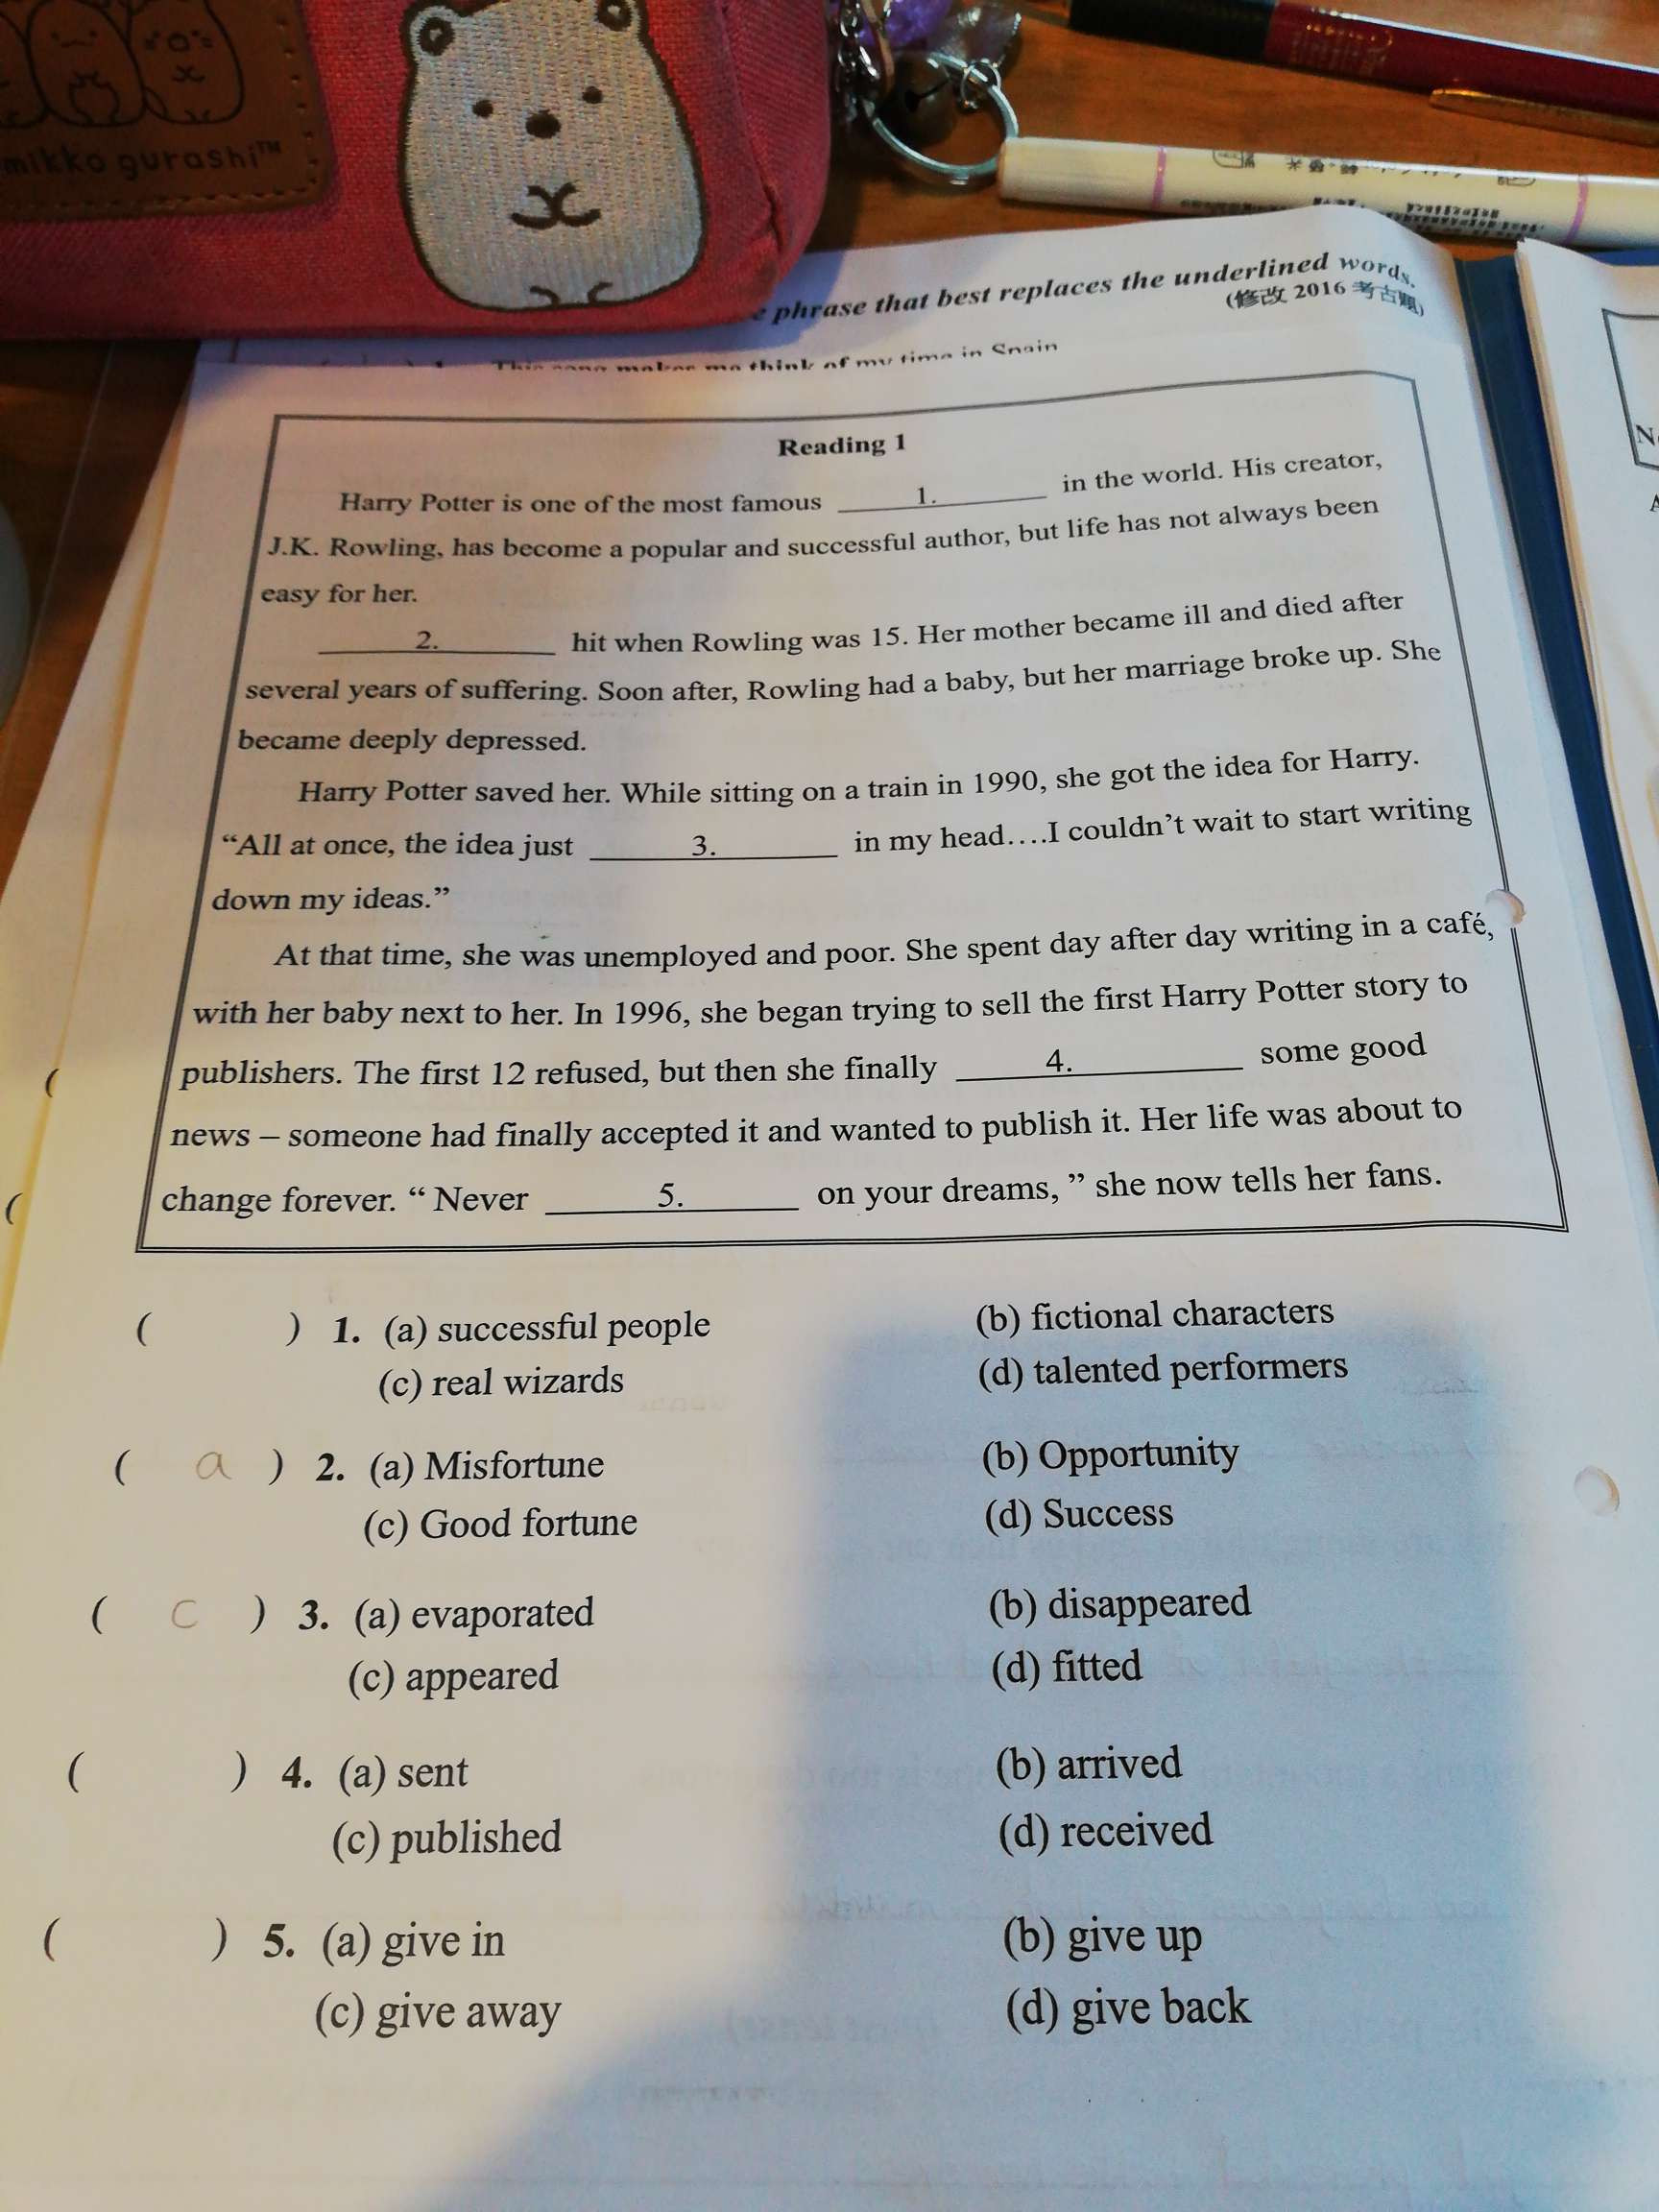 mikko gurashi™
phrase that best replaces the underlined words.
(修改 2016 考古題)
makes me think of my time in Spain
Reading 1
Harry Potter is one of the most famous 1. in the world. His creator,
J.K. Rowling, has become a popular and successful author, but life has not always been
easy for her.
2. hit when Rowling was 15. Her mother became ill and died after
several years of suffering. Soon after, Rowling had a baby, but her marriage broke up. She
became deeply depressed.
Harry Potter saved her. While sitting on a train in 1990, she got the idea for Harry.
“All at once, the idea just 3. in my head….I couldn’t wait to start writing
down my ideas.”
At that time, she was unemployed and poor. She spent day after day writing in a café,
with her baby next to her. In 1996, she began trying to sell the first Harry Potter story to
publishers. The first 12 refused, but then she finally 4. some good
news – someone had finally accepted it and wanted to publish it. Her life was about to
change forever. “ Never 5. on your dreams, ” she now tells her fans.
( ) 1. (a) successful people (b) fictional characters
(c) real wizards (d) talented performers
( a ) 2. (a) Misfortune (b) Opportunity
(c) Good fortune (d) Success
( c ) 3. (a) evaporated (b) disappeared
(c) appeared (d) fitted
( ) 4. (a) sent (b) arrived
(c) published (d) received
( ) 5. (a) give in (b) give up
(c) give away (d) give back